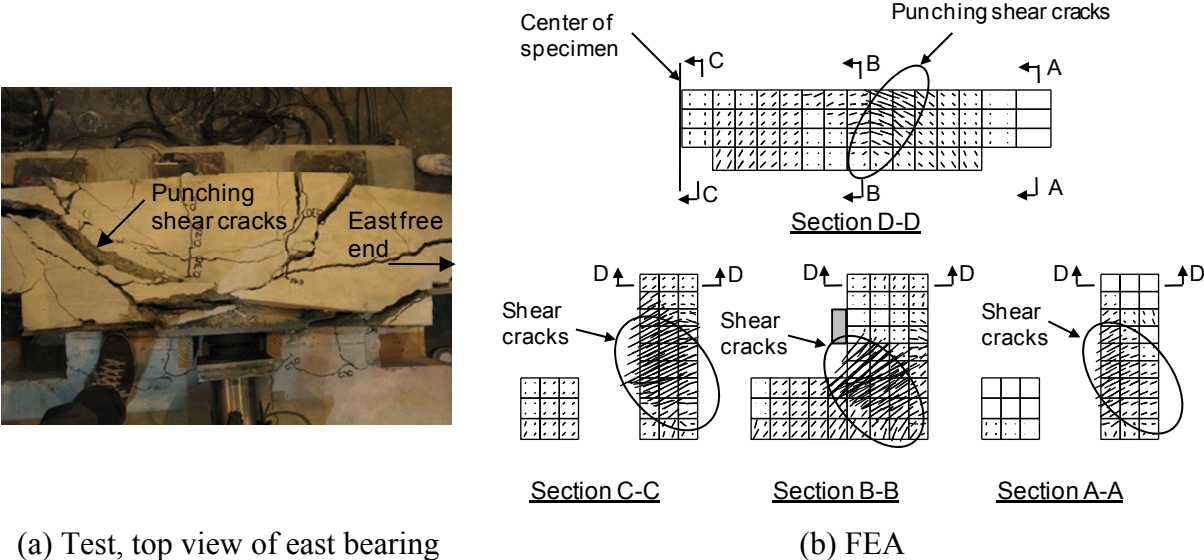 Punching
shear cracks
East free
end
Center of
specimen
Punching shear cracks
C
B
A
C
B
A
Section D-D
D
D
D
D
D
D
Shear
cracks
Shear
cracks
Shear
cracks
Section C-C
Section B-B
Section A-A
(a) Test, top view of east bearing
(b) FEA